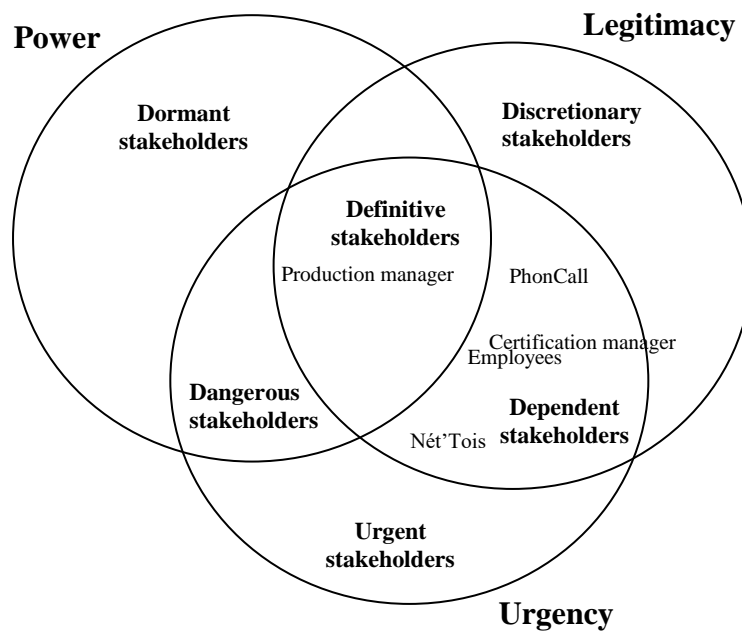 Power
Legitimacy
Dormant
stakeholders
Discretionary
stakeholders
Definitive
stakeholders
Production manager
PhonCall
Certification manager
Employees
Dangerous
stakeholders
Dependent
stakeholders
Nét’Tois
Urgent
stakeholders
Urgency